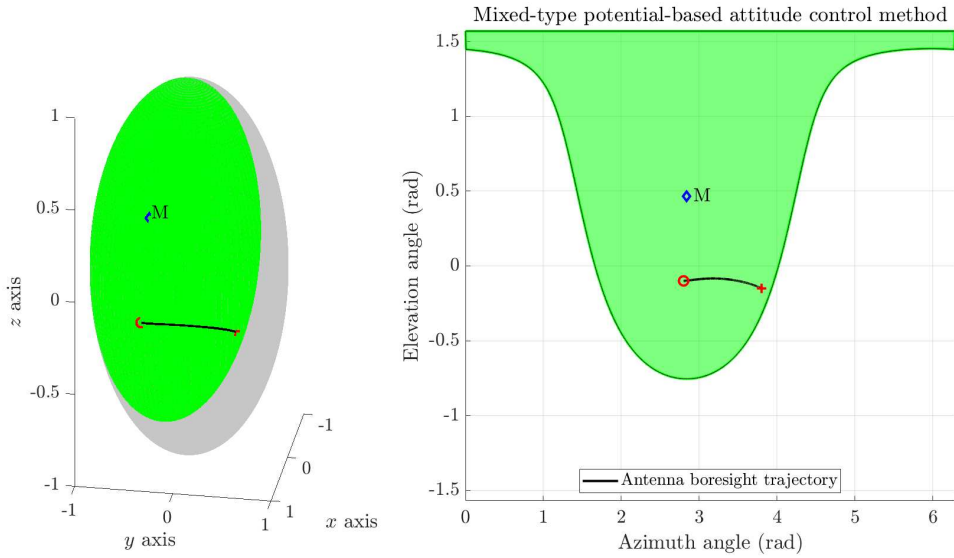 1
0.5
0
-0.5
-1
z axis
M
-1
0
1
y axis
-1
0
1
x axis
Mixed-type potential-based attitude control method
1.5
1
0.5
0
-0.5
-1
-1.5
Elevation angle (rad)
M
Antenna boresight trajectory
0 1 2 3 4 5 6
Azimuth angle (rad)